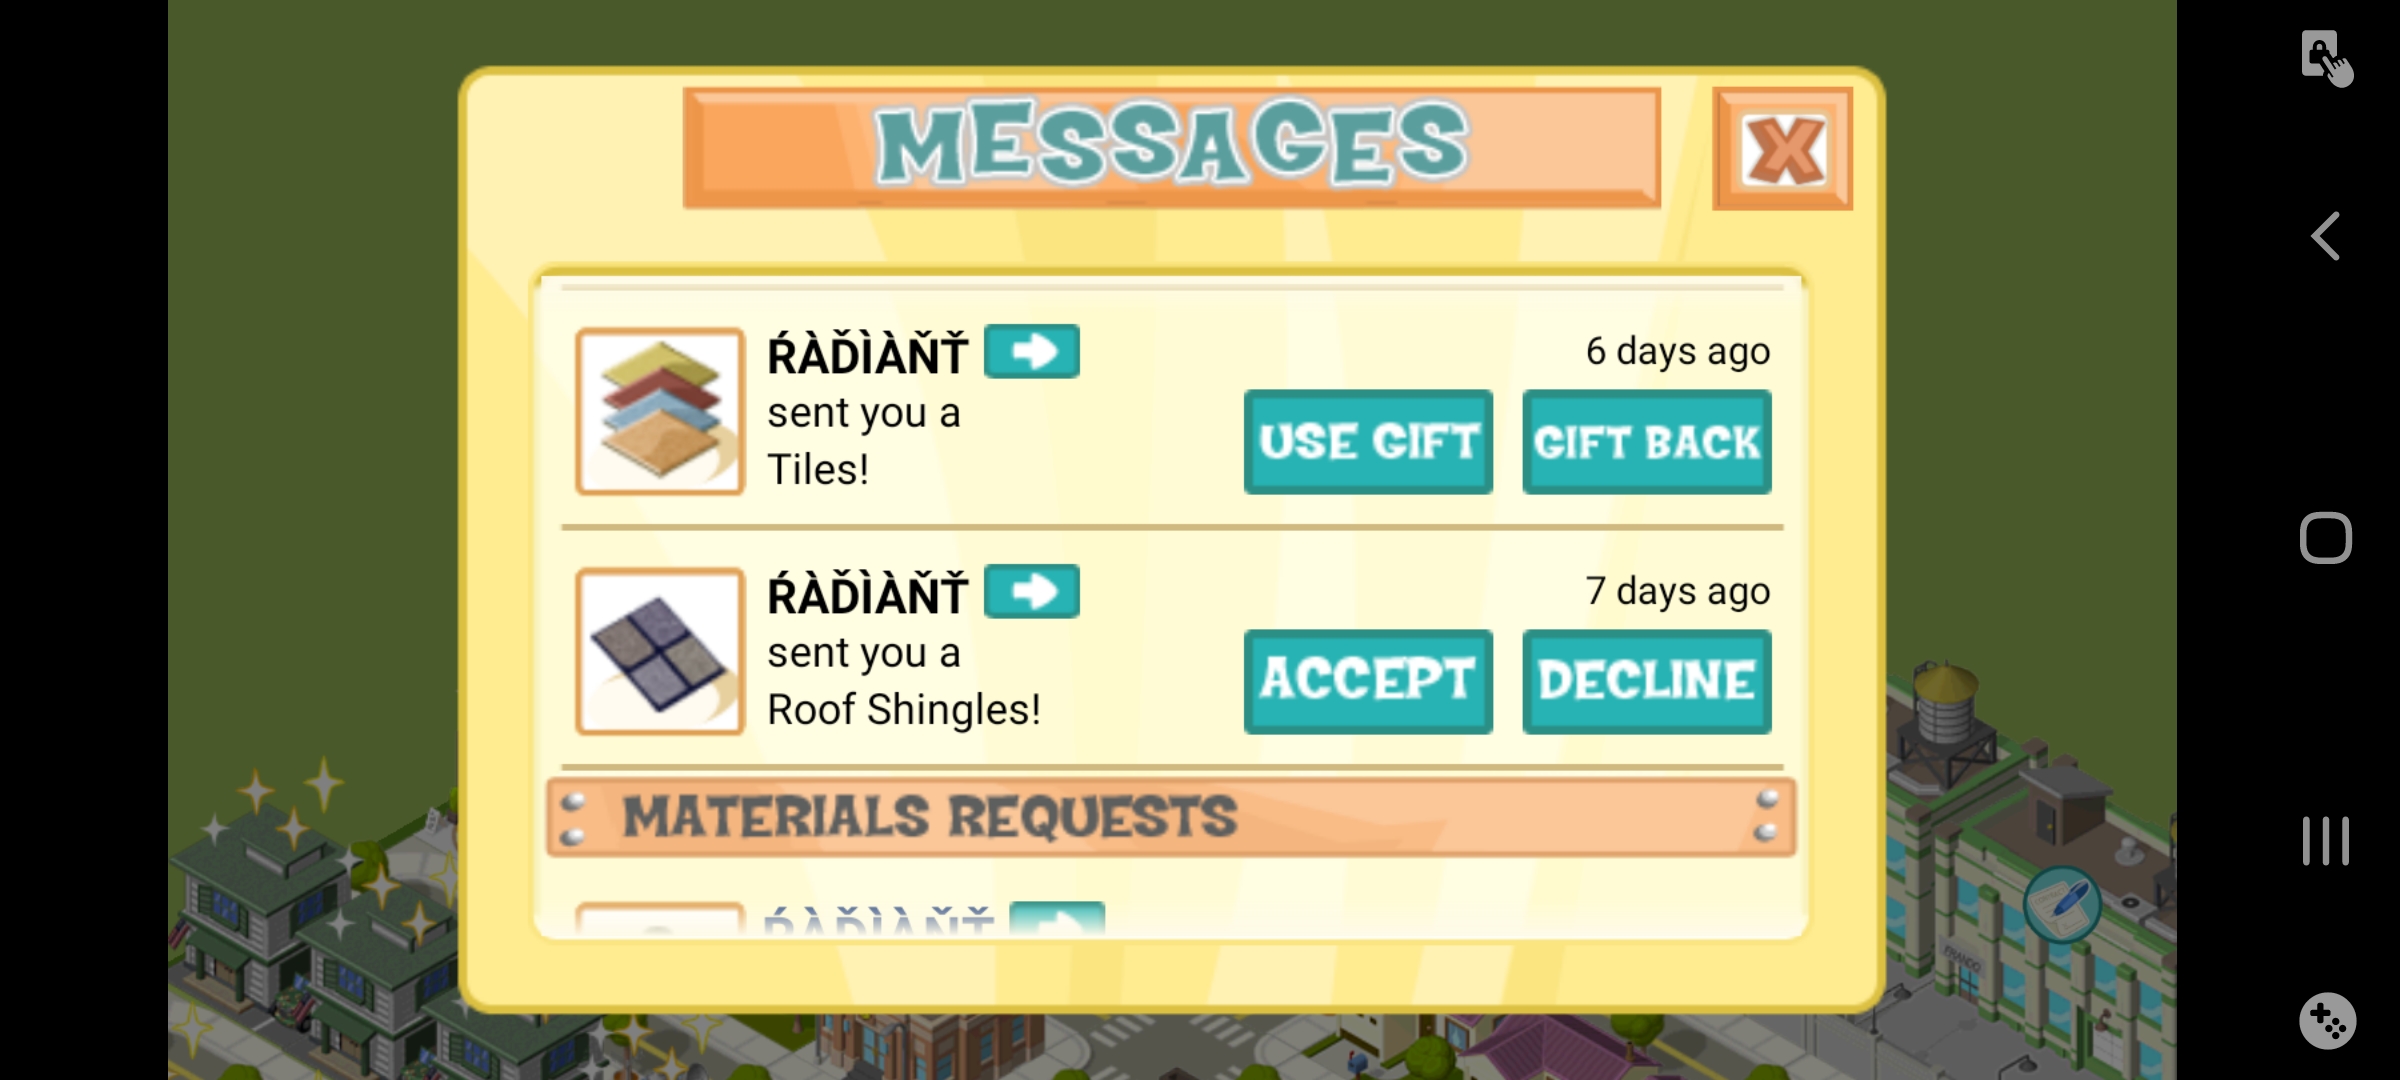 MESSAGES
ŔÀĎÌÀŇŤ
6 days ago
sent you a
Tiles!
USE GIFT
GIFT BACK
ŔÀĎÌÀŇŤ
7 days ago
sent you a
Roof Shingles!
ACCEPT
DECLINE
MATERIALS REQUESTS
ŔÀĎÌÀŇŤ